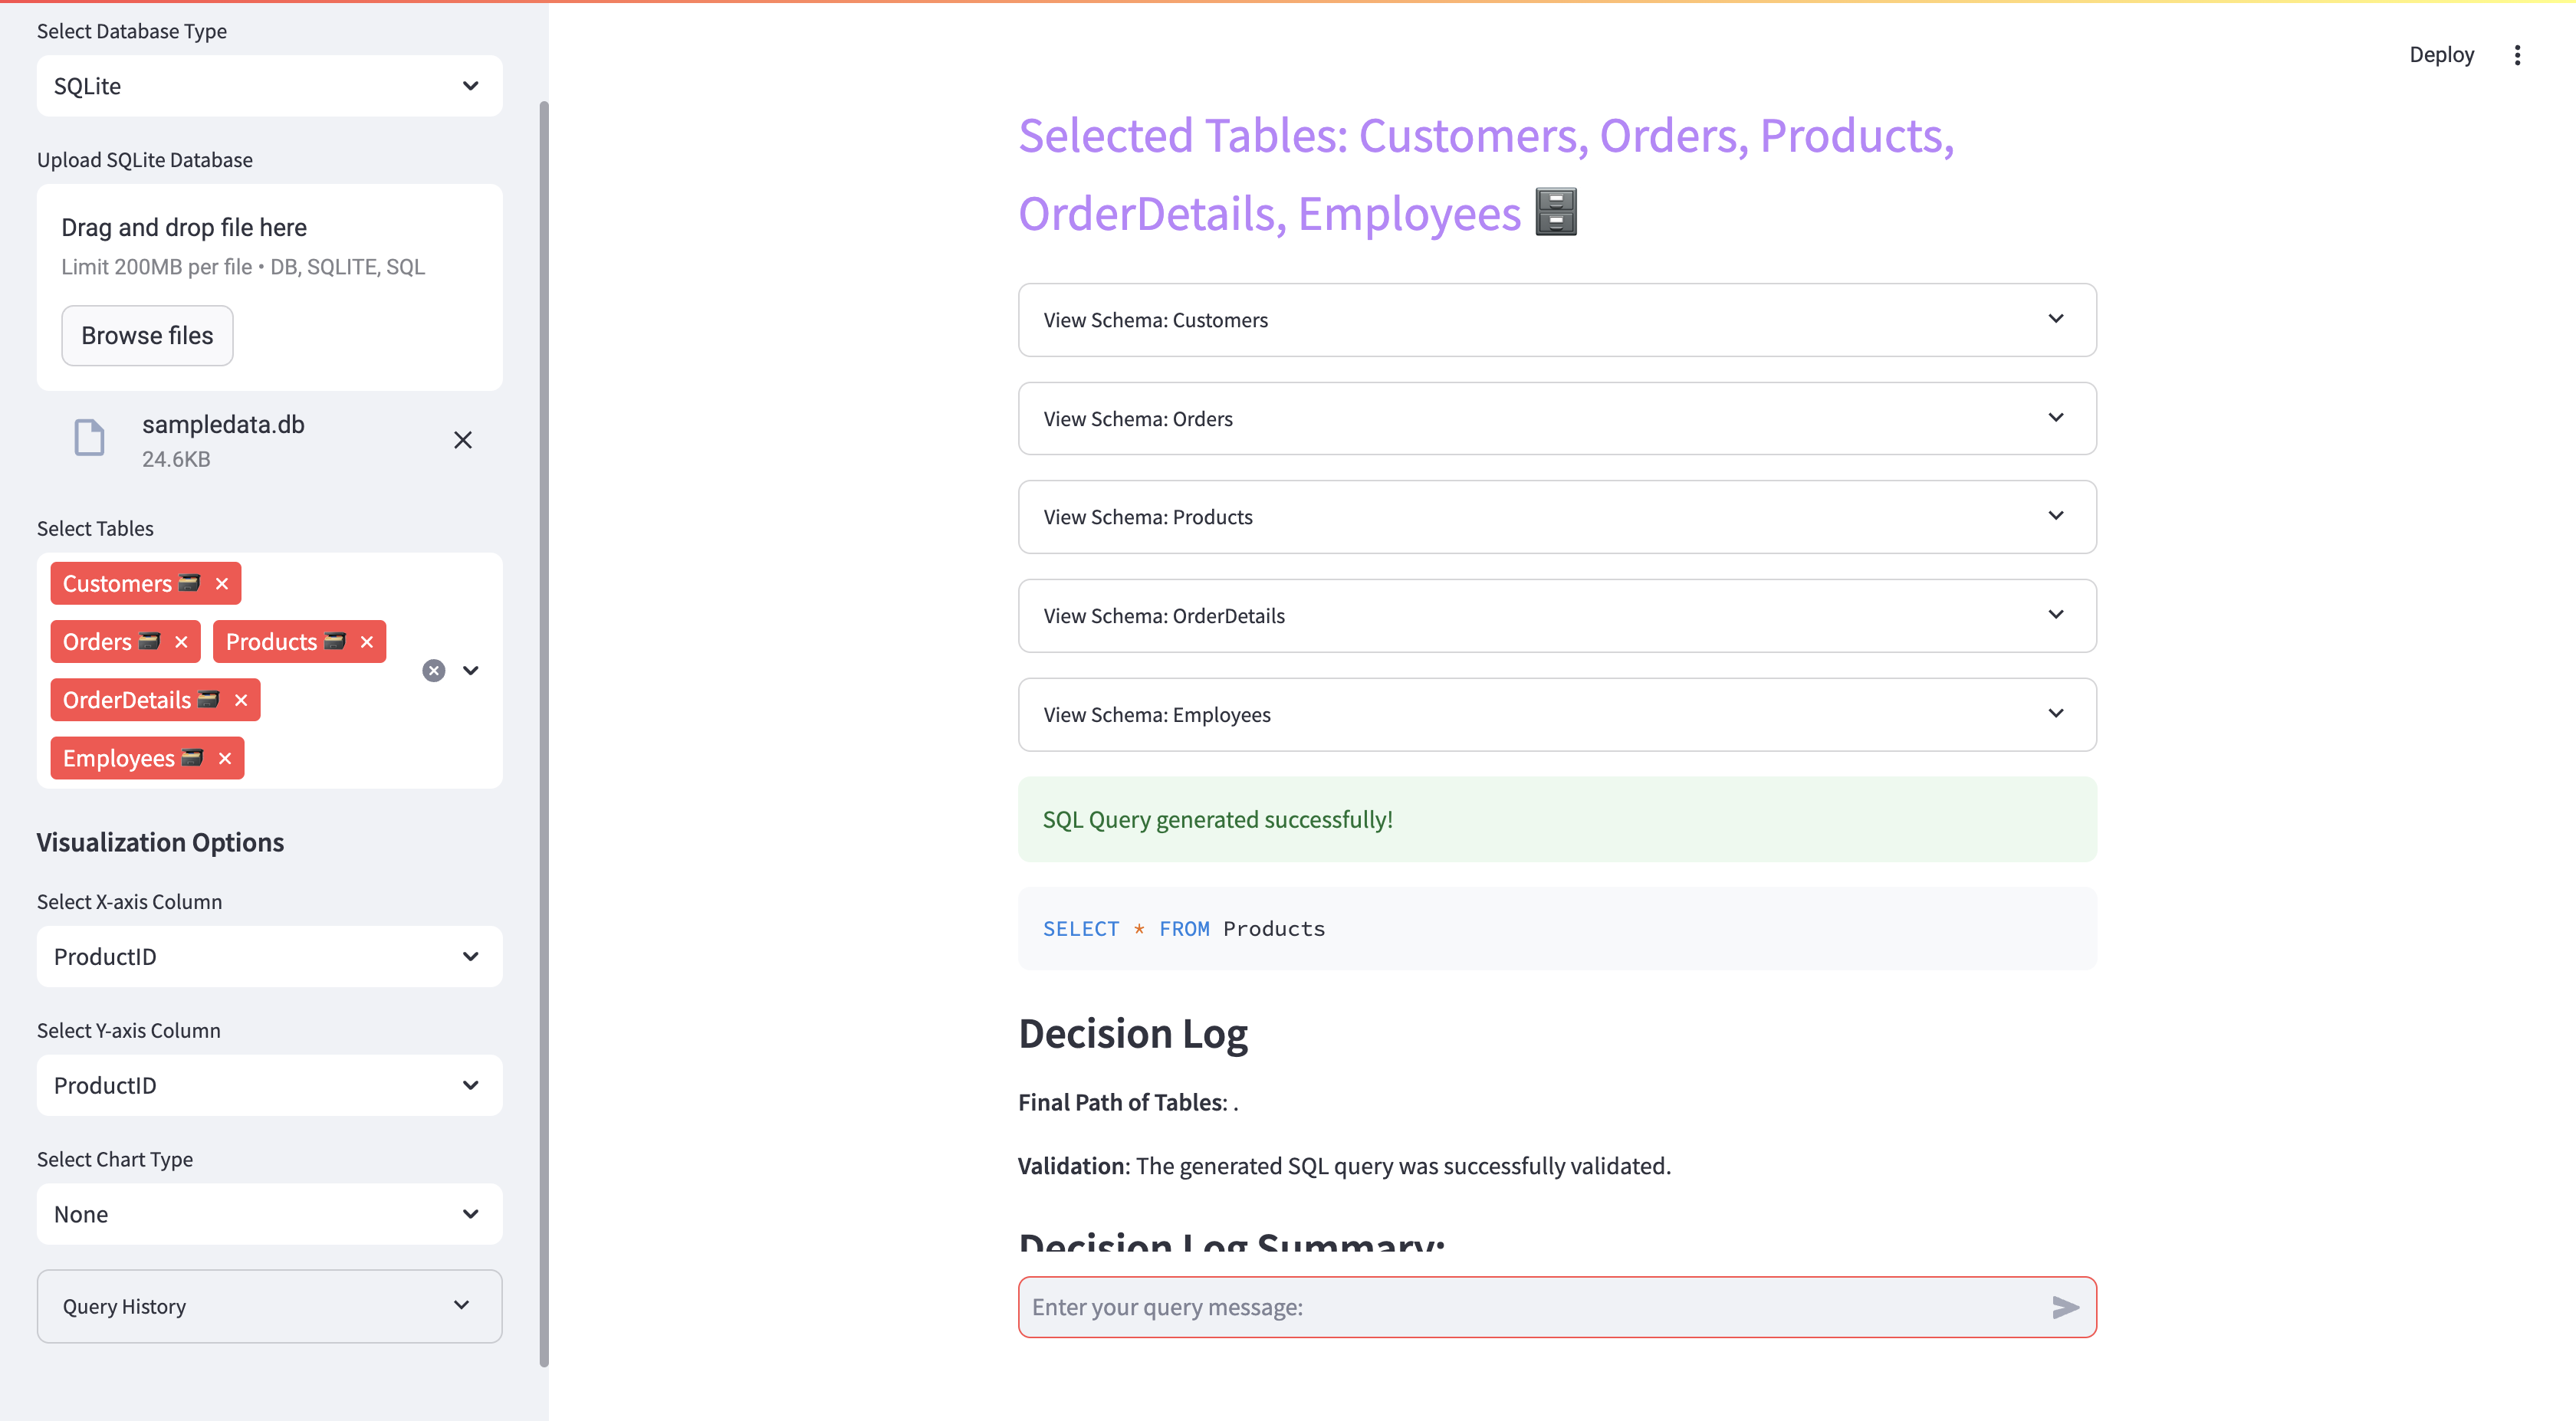 Select Database Type
SQLite
Upload SQLite Database
Drag and drop file here
Limit 200MB per file • DB, SQLITE, SQL
Browse files
sampledata.db
24.6KB
Select Tables
Customers
Orders
Products
OrderDetails
Employees
Visualization Options
Select X-axis Column
ProductID
Select Y-axis Column
ProductID
Select Chart Type
None
Query History
Deploy
Selected Tables: Customers, Orders, Products,
OrderDetails, Employees
View Schema: Customers
View Schema: Orders
View Schema: Products
View Schema: OrderDetails
View Schema: Employees
SQL Query generated successfully!
SELECT * FROM Products
Decision Log
Final Path of Tables: .
Validation: The generated SQL query was successfully validated.
Decision Log Summary:
Enter your query message: